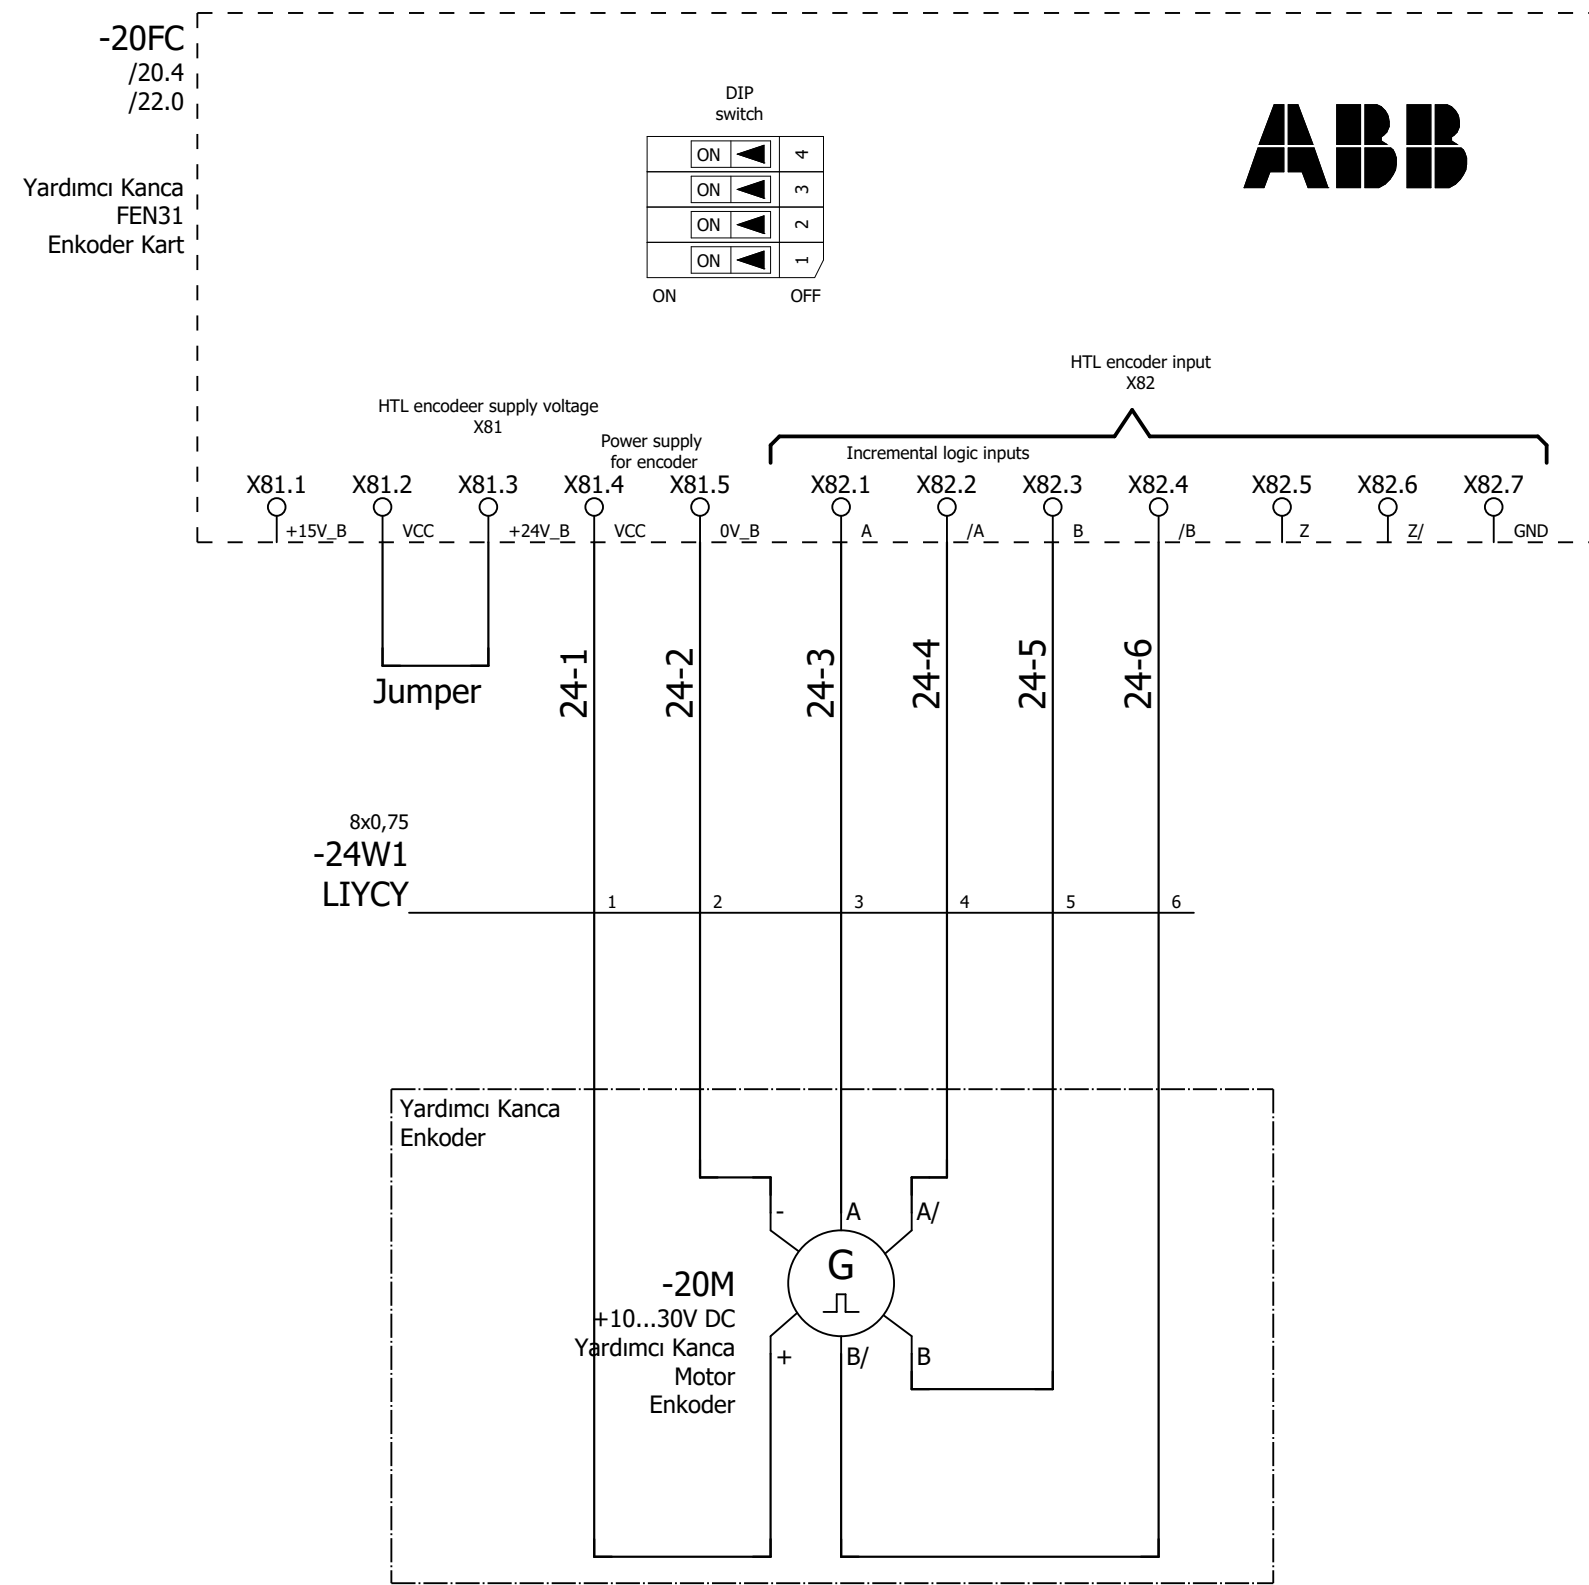 -20FC
/20.4
/22.0
Yardımcı Kanca
FEN31
Enkoder Kart
DIP
switch
ON 4
ON 3
ON 2
ON 1
ON OFF
ABB
HTL encoder input
X82
HTL encodeer supply voltage
X81
Power supply
for encoder
Incremental logic inputs
X81.1 X81.2 X81.3 X81.4 X81.5 X82.1 X82.2 X82.3 X82.4 X82.5 X82.6 X82.7
+15V_B VCC +24V_B VCC 0V_B A /A B /B Z Z/ GND
Jumper
24-1 24-2 24-3 24-4 24-5 24-6
8x0,75
-24W1
LIYCY
1 2 3 4 5 6
Yardımcı Kanca
Enkoder
- A A/
G
-20M
+10...30V DC
Yardımcı Kanca
Motor
Enkoder
+ B/ B